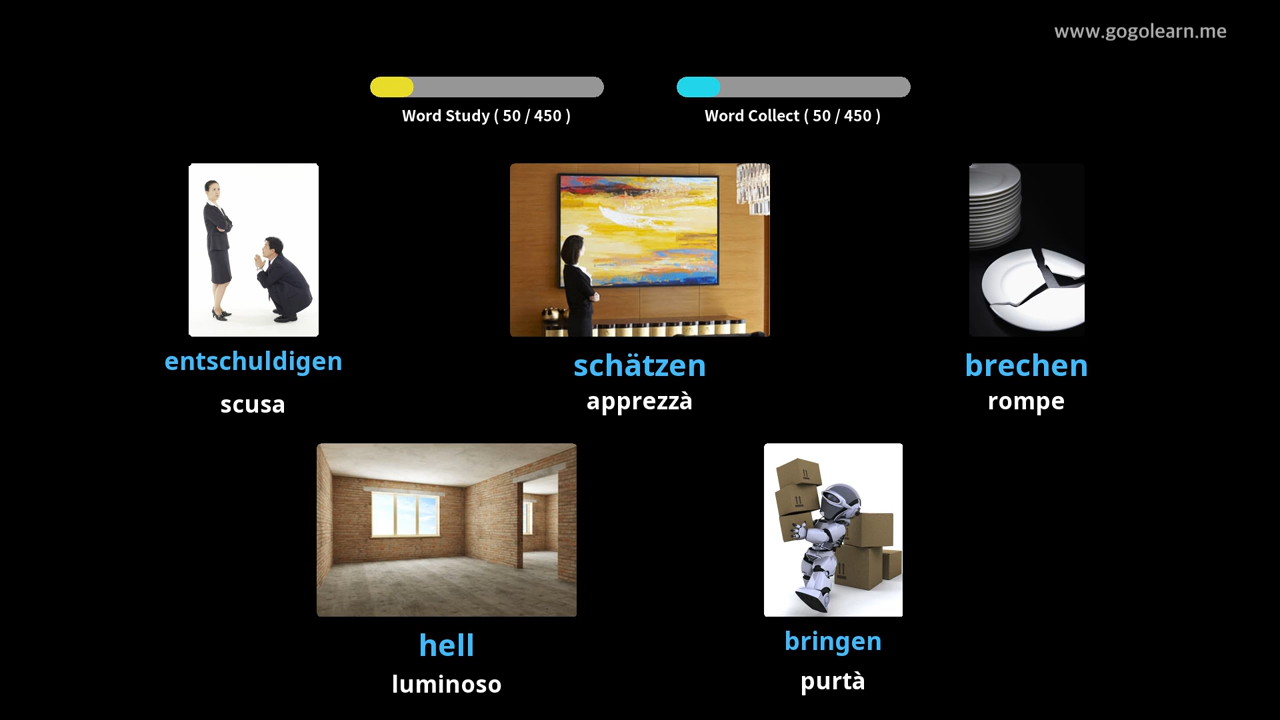 www.gogolearn.me
Word Study ( 50 / 450 )
Word Collect ( 50 / 450 )
entschuldigen
scusa
schätzen
apprezzà
brechen
rompe
hell
luminoso
bringen
purtà